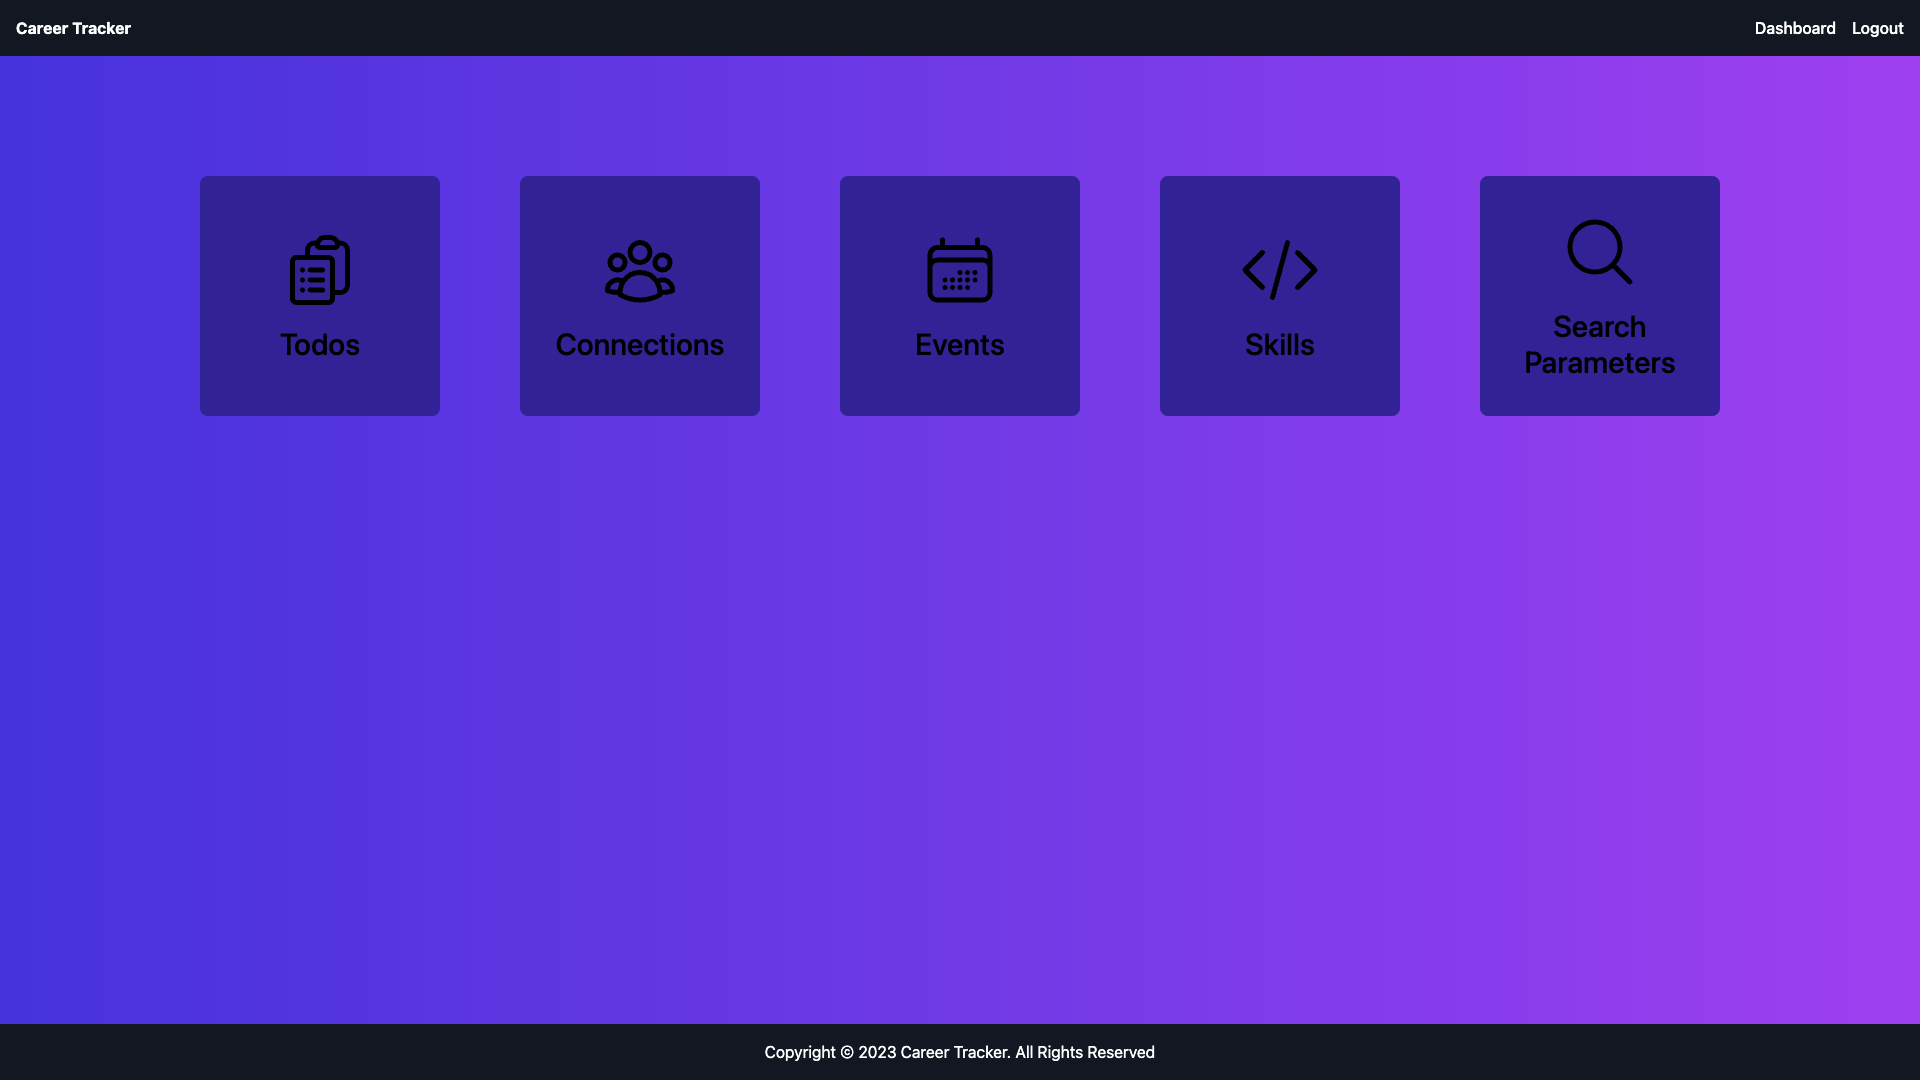 Career Tracker
Dashboard
Logout
Todos
Connections
Events
Skills
Search
Parameters
Copyright © 2023 Career Tracker. All Rights Reserved